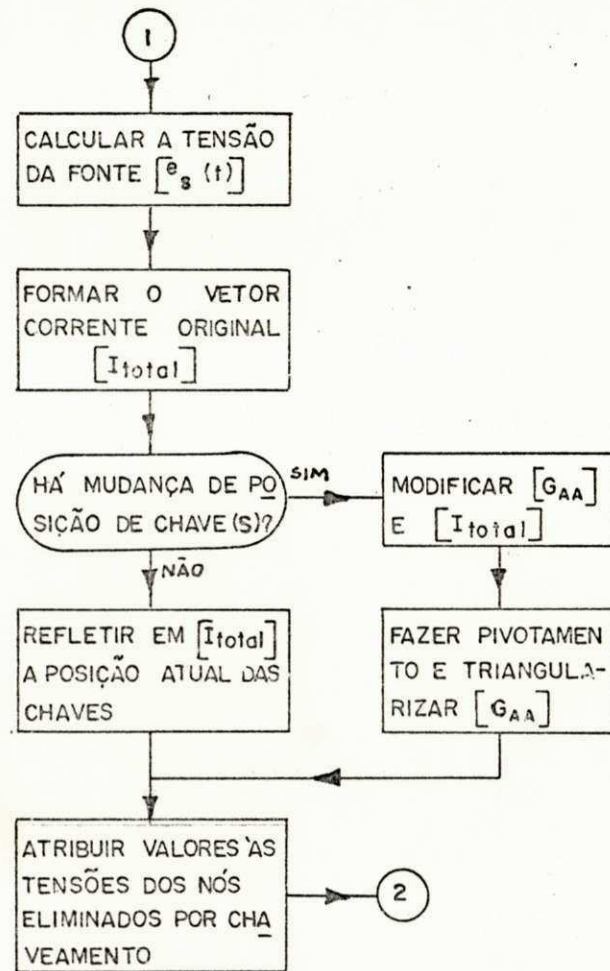 1
CALCULAR A TENSÃO
DA FONTE [e_s (t)]
FORMAR O VETOR
CORRENTE ORIGINAL
[I_total]
HÁ MUDANÇA DE PO
SIÇÃO DE CHAVE(S)?
SIM
MODIFICAR [G_AA]
E [I_total]
NÃO
REFLETIR EM [I_total]
A POSIÇÃO ATUAL DAS
CHAVES
FAZER PIVOTAMEN
TO E TRIANGULA-
RIZAR [G_AA]
ATRIBUIR VALORES ÀS
TENSÕES DOS NÓS
ELIMINADOS POR CHA
VEAMENTO
2